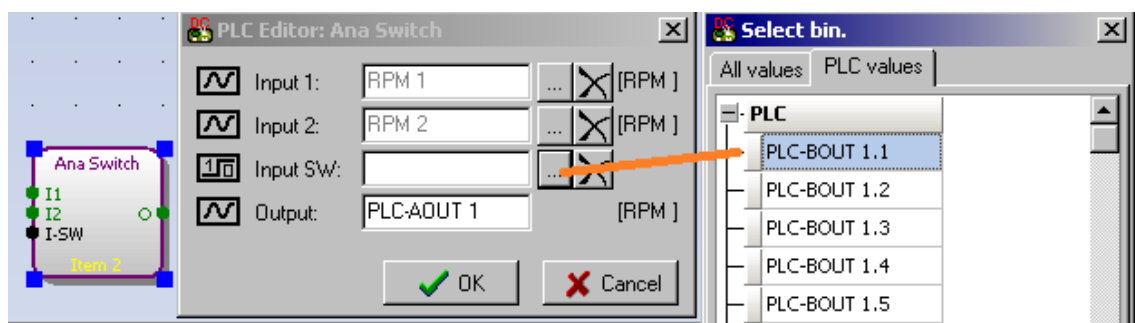 Ana Switch
I1
I2
I-SW
Item 2
PLC Editor: Ana Switch
Input 1: RPM 1 ... [RPM ]
Input 2: RPM 2 ... [RPM ]
Input SW: ...
Output: PLC-AOUT 1 [RPM ]
OK Cancel
Select bin.
All values PLC values
PLC
PLC-BOUT 1.1
PLC-BOUT 1.2
PLC-BOUT 1.3
PLC-BOUT 1.4
PLC-BOUT 1.5